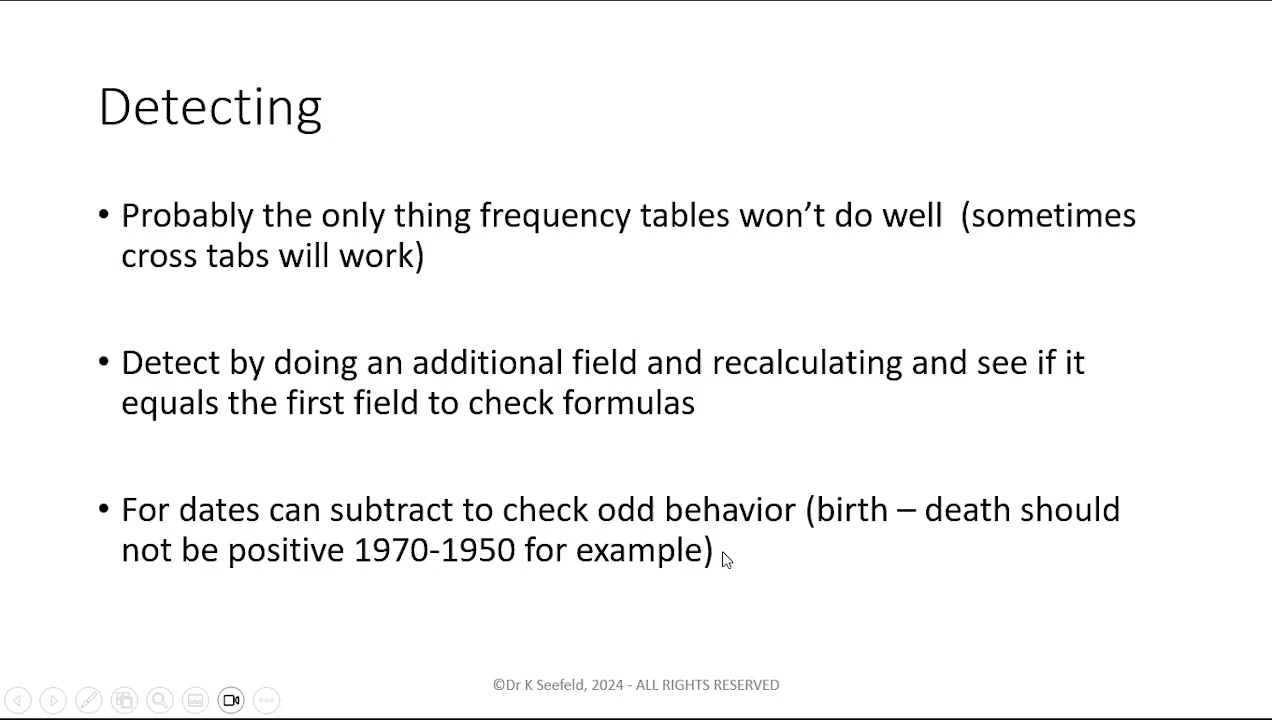 Detecting
• Probably the only thing frequency tables won't do well  (sometimes
cross tabs will work)
• Detect by doing an additional field and recalculating and see if it
equals the first field to check formulas
• For dates can subtract to check odd behavior (birth – death should
not be positive 1970-1950 for example)
©Dr K Seefeld, 2024 - ALL RIGHTS RESERVED